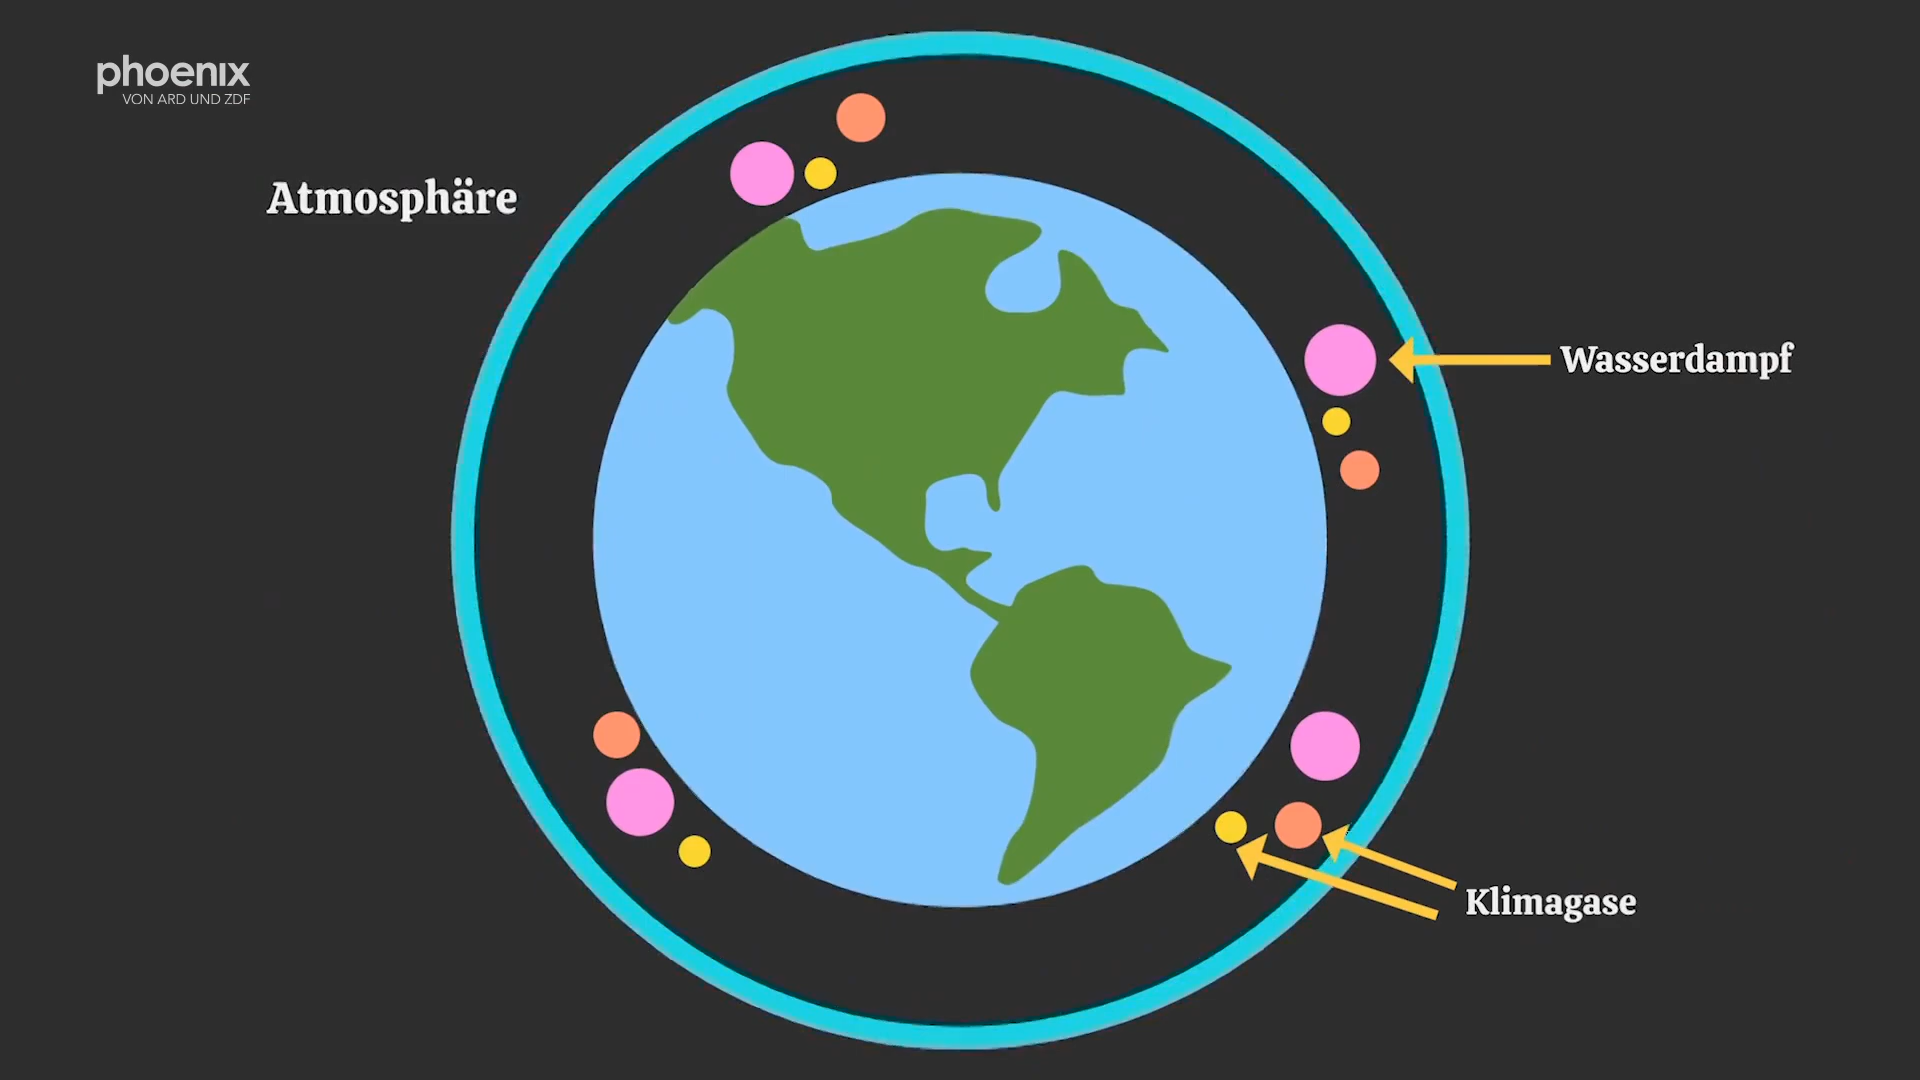 phoenix
VON ARD UND ZDF
Atmosphäre
Wasserdampf
Klimagase